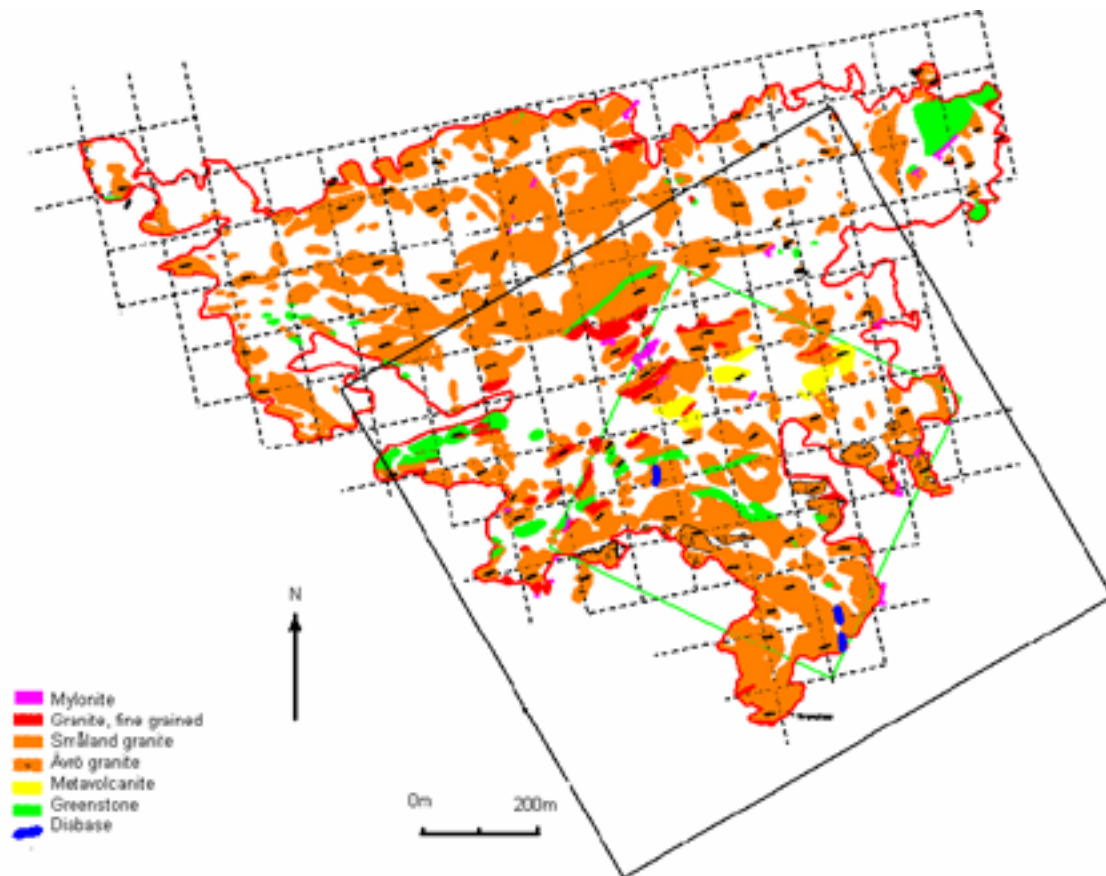 N
Mylonite
Granite, fine grained
Småland granite
Ävrö granite
Metavolcanite
Greenstone
Diabase
0m
200m